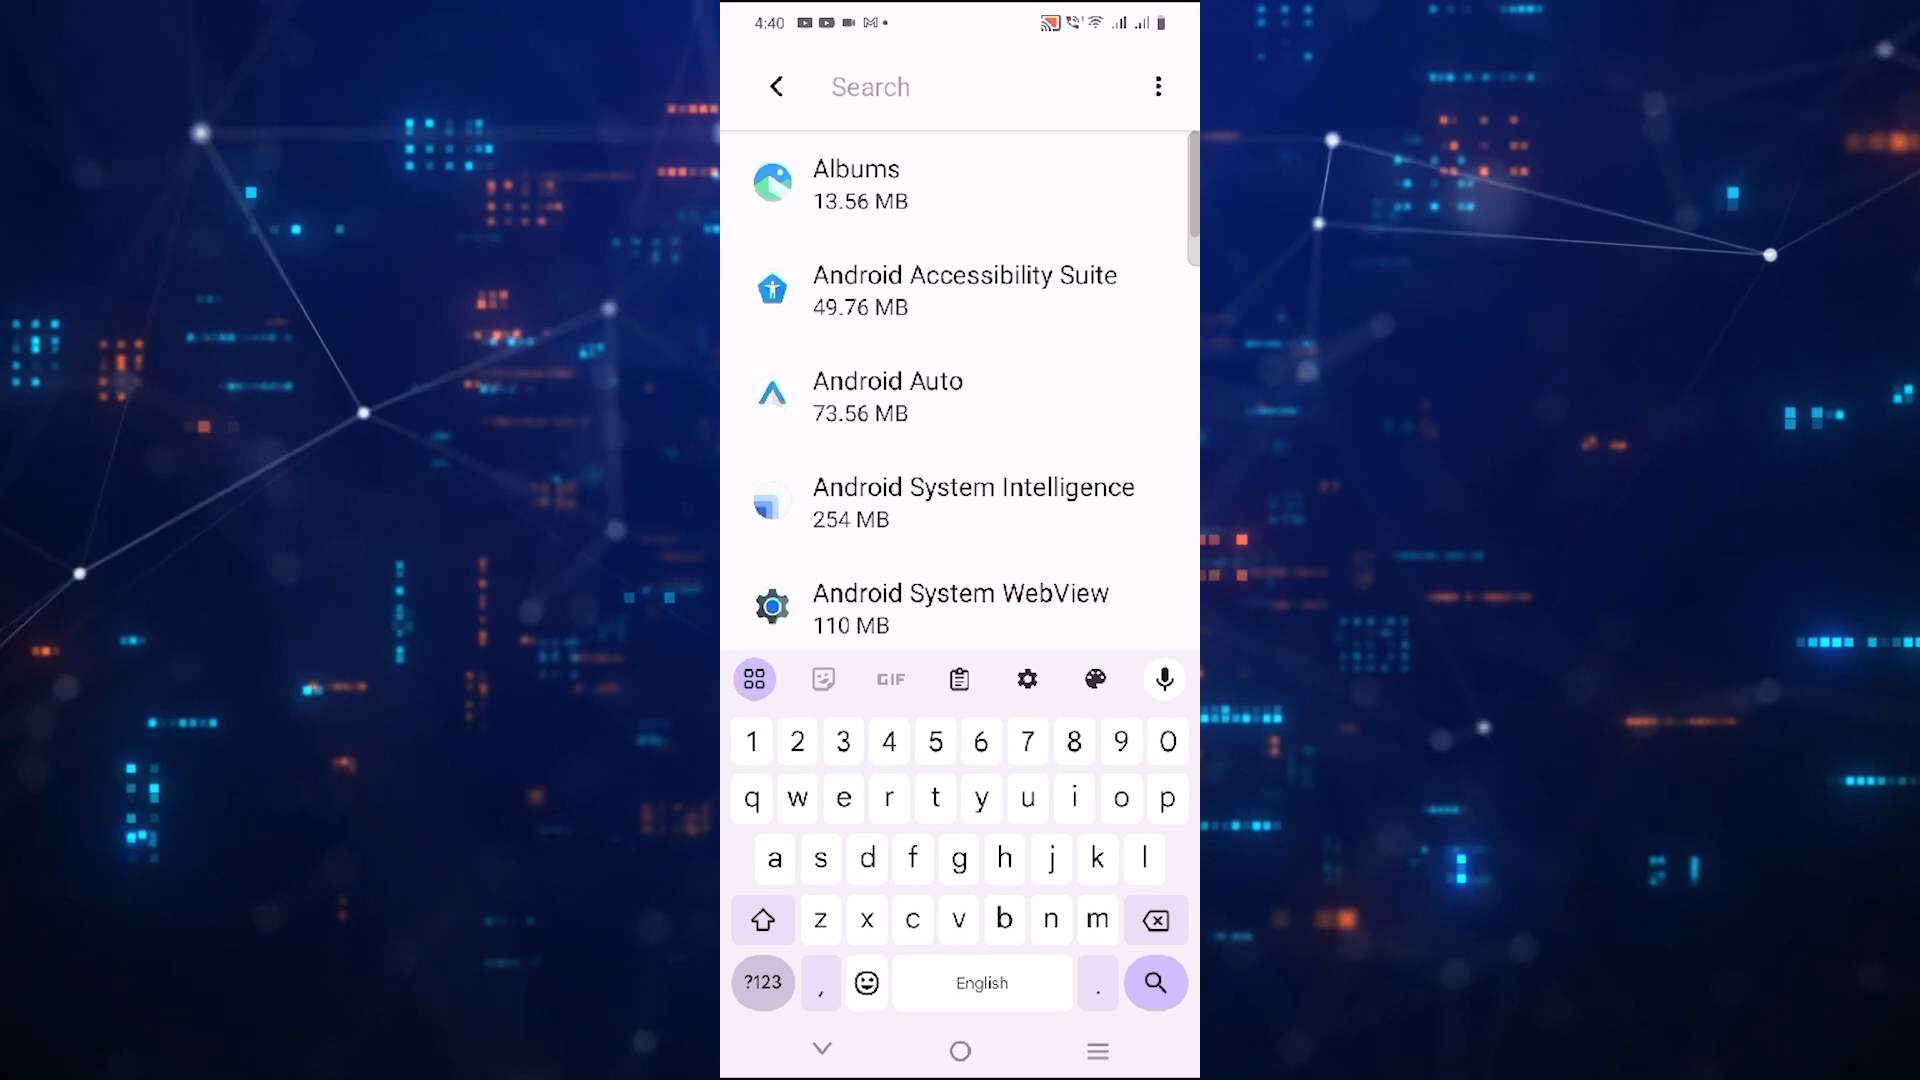 4:40
Search
Albums
13.56 MB
Android Accessibility Suite
49.76 MB
Android Auto
73.56 MB
Android System Intelligence
254 MB
Android System WebView
110 MB
GIF
1 2 3 4 5 6 7 8 9 0
q w e r t y u i o p
a s d f g h j k l
z x c v b n m
?123 , English .